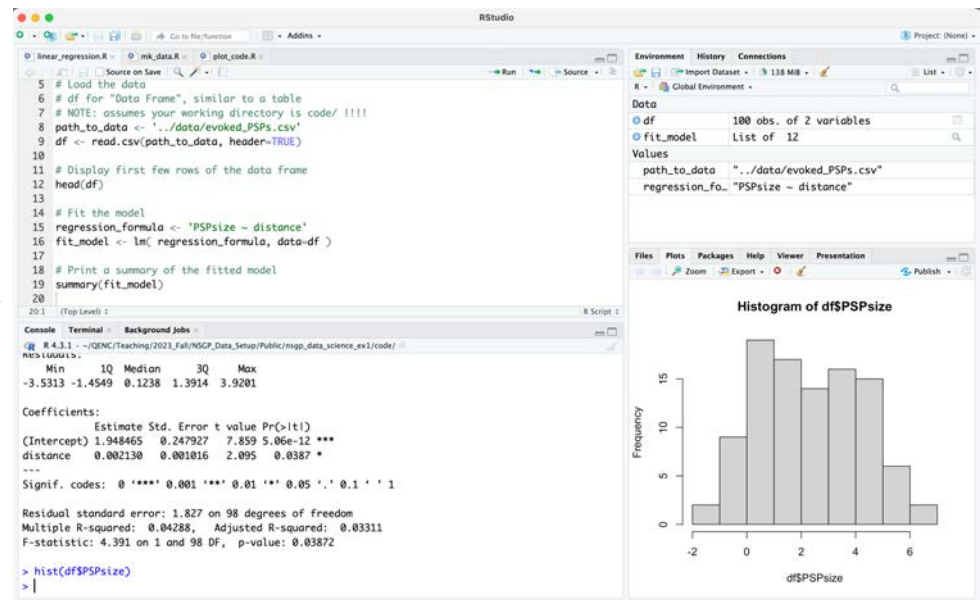 RStudio
Go to file/function
Addins
Project: (None)
linear_regression.R
mk_data.R
plot_code.R
Source on Save
Run
Source
5 # Load the data
6 # df for "Data Frame", similar to a table
7 # NOTE: assumes your working directory is code/ !!!!
8 path_to_data <- '../data/evoked_PSPs.csv'
9 df <- read.csv(path_to_data, header=TRUE)
10
11 # Display first few rows of the data frame
12 head(df)
13
14 # Fit the model
15 regression_formula <- 'PSPsize ~ distance'
16 fit_model <- lm( regression_formula, data=df )
17
18 # Print a summary of the fitted model
19 summary(fit_model)
20
20:1 (Top Level) R Script
Console Terminal Background Jobs
R 4.3.1 · ~/QENC/Teaching/2023_Fall/NSGP_Data_Setup/Public/nsgp_data_science_ex1/code/
Residuals:
Min 1Q Median 3Q Max
-3.5313 -1.4549 0.1238 1.3914 3.9201
Coefficients:
Estimate Std. Error t value Pr(>|t|)
(Intercept) 1.948465 0.247927 7.859 5.06e-12 ***
distance 0.002130 0.001016 2.095 0.0387 *
---
Signif. codes: 0 '***' 0.001 '**' 0.01 '*' 0.05 '.' 0.1 ' ' 1
Residual standard error: 1.827 on 98 degrees of freedom
Multiple R-squared: 0.04288, Adjusted R-squared: 0.03311
F-statistic: 4.391 on 1 and 98 DF, p-value: 0.03872
> hist(df$PSPsize)
>
Environment History Connections
Import Dataset 138 MiB List
R Global Environment
Data
df 100 obs. of 2 variables
fit_model List of 12
Values
path_to_data "../data/evoked_PSPs.csv"
regression_fo… "PSPsize ~ distance"
Files Plots Packages Help Viewer Presentation
Zoom Export Publish
Histogram of df$PSPsize
Frequency
15
10
5
0
-2 0 2 4 6
df$PSPsize